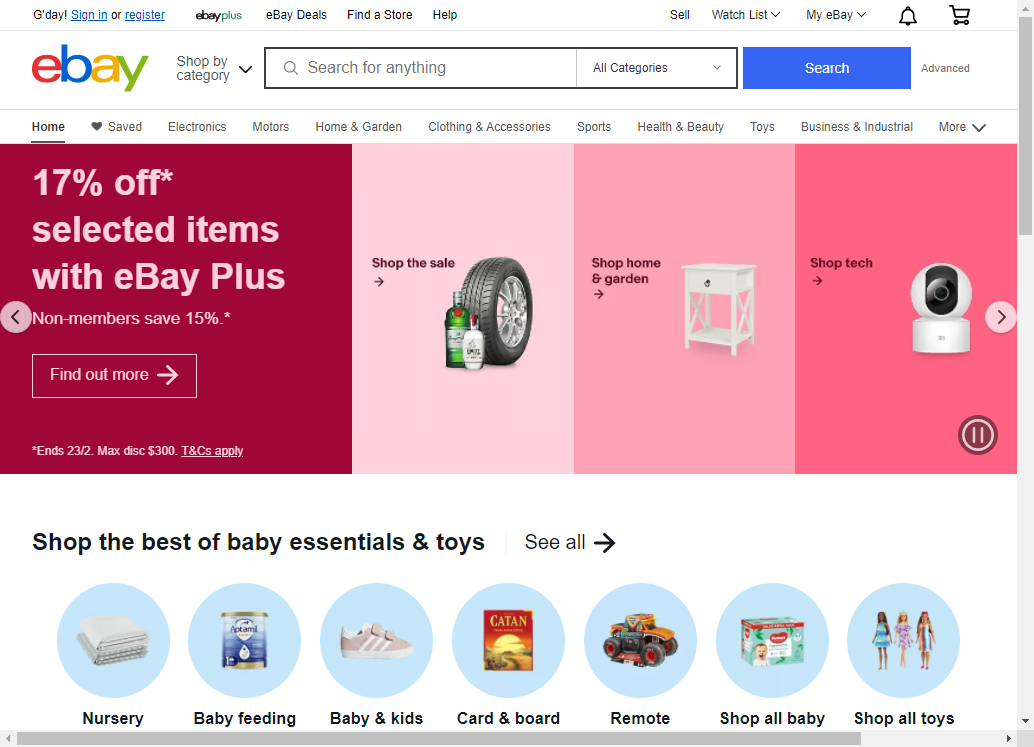 G'day! Sign in or register
ebayplus
eBay Deals
Find a Store
Help
Sell
Watch List
My eBay
ebay
Shop by
category
Search for anything
All Categories
Search
Advanced
Home
Saved
Electronics
Motors
Home & Garden
Clothing & Accessories
Sports
Health & Beauty
Toys
Business & Industrial
More
17% off*
selected items
with eBay Plus
Non-members save 15%.*
Find out more
*Ends 23/2. Max disc $300. T&Cs apply
Shop the sale
Shop home
& garden
Shop tech
Shop the best of baby essentials & toys
See all
Aptamil
CATAN
Nursery
Baby feeding
Baby & kids
Card & board
Remote
Shop all baby
Shop all toys